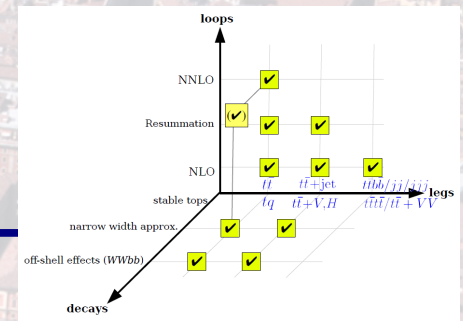 loops
NNLO
(✔)
Resummation
NLO
tt̄ tt̄+jet tt̄bb̄/jj/jjj
legs
stable tops
tq tt̄+V,H tt̄tt̄/tt̄ + VV
narrow width approx.
off-shell effects (WWbb)
decays